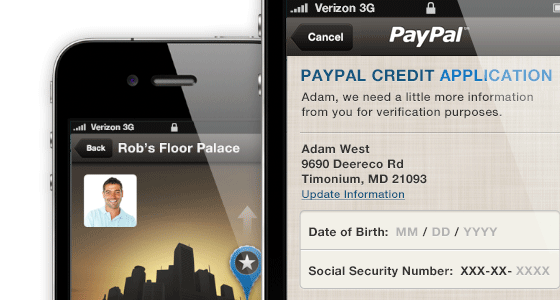 Verizon 3G
Back
Rob's Floor Palace
Verizon 3G
Cancel
PayPal™
PAYPAL CREDIT APPLICATION
Adam, we need a little more information
from you for verification purposes.
Adam West
9690 Deereco Rd
Timonium, MD 21093
Update Information
Date of Birth: MM / DD / YYYY
Social Security Number: XXX-XX- XXXX